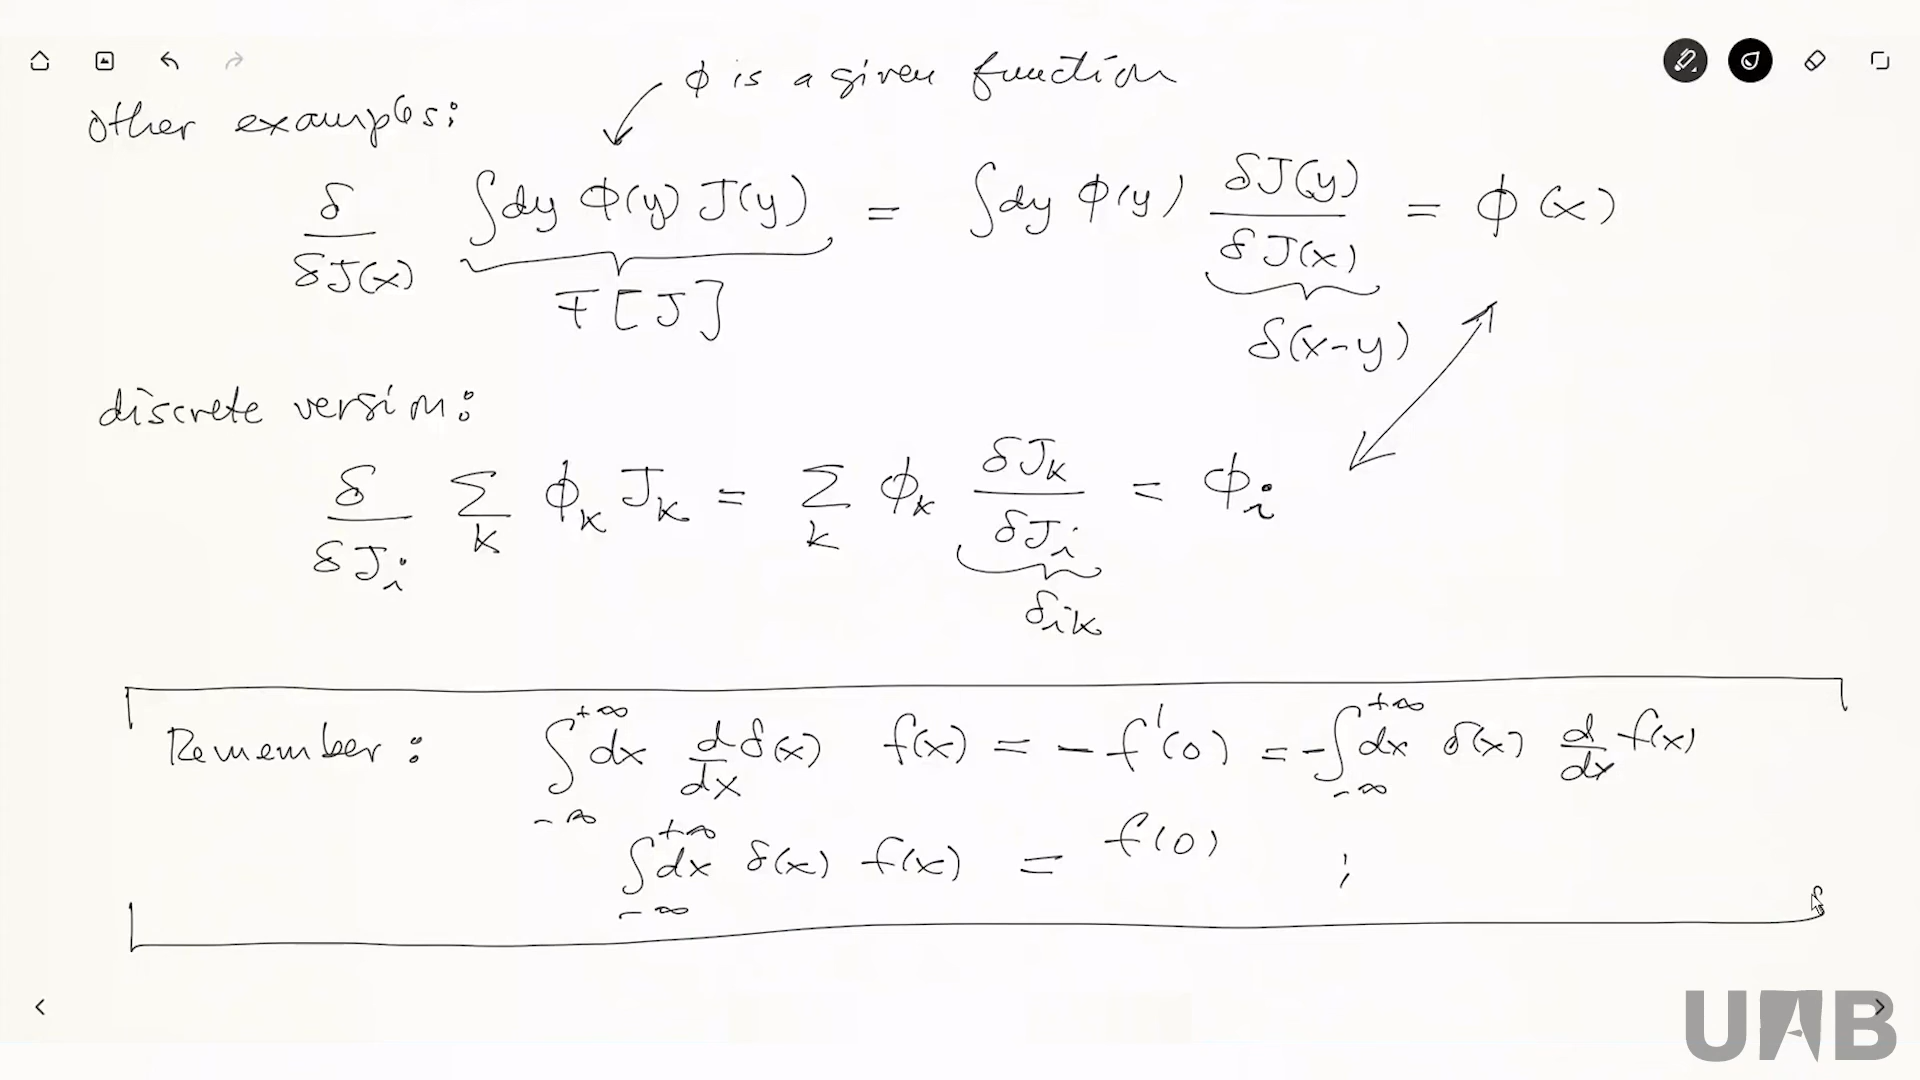 ϕ is a given function
other examples:
δ/δJ(x) ∫dy ϕ(y) J(y) = ∫dy ϕ(y) δJ(y)/δJ(x) = ϕ(x)
F[J]
δ(x-y)
discrete version:
δ/δJ_i Σ_k ϕ_k J_k = Σ_k ϕ_k δJ_k/δJ_i = ϕ_i
δ_ik
Remember: ∫_{-∞}^{+∞} dx d/dx δ(x) f(x) = -f'(0) = -∫_{-∞}^{+∞} dx δ(x) d/dx f(x)
∫_{-∞}^{+∞} dx δ(x) f(x) = f(0) ;
UAB